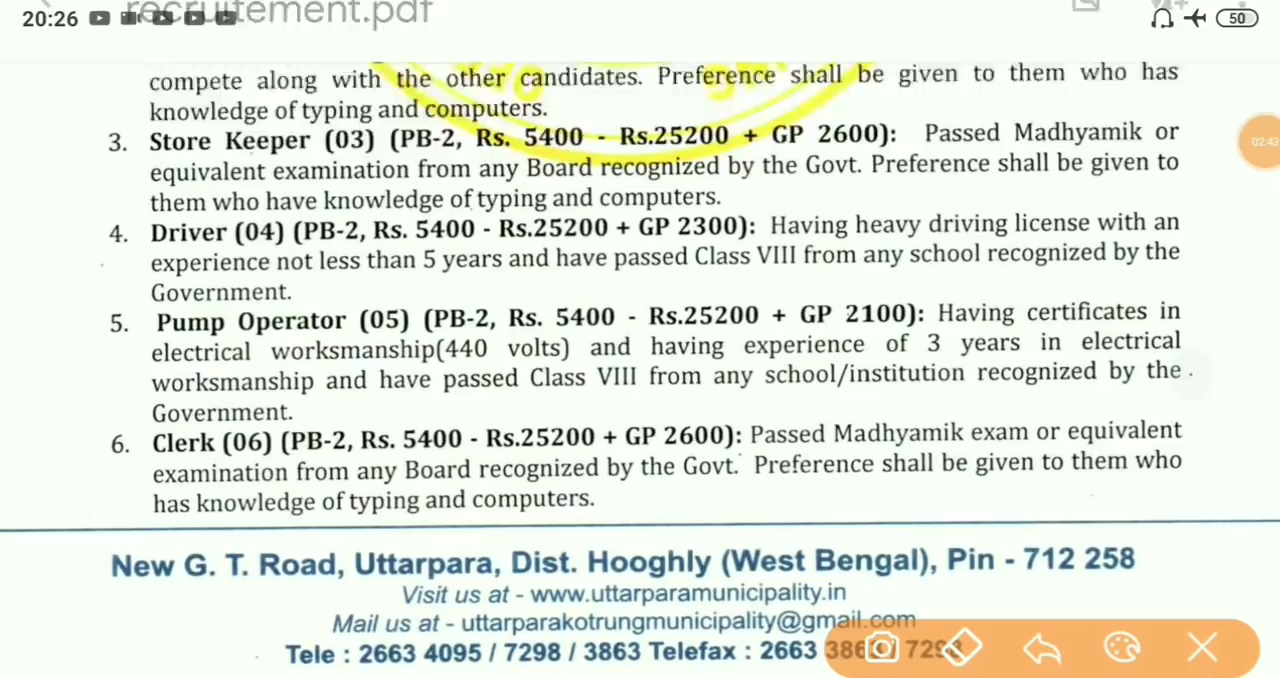 20:26
recruitement.pdf
50
compete along with the other candidates. Preference shall be given to them who has
knowledge of typing and computers.
3. Store Keeper (03) (PB-2, Rs. 5400 - Rs.25200 + GP 2600): Passed Madhyamik or
equivalent examination from any Board recognized by the Govt. Preference shall be given to
them who have knowledge of typing and computers.
02:43
4. Driver (04) (PB-2, Rs. 5400 - Rs.25200 + GP 2300): Having heavy driving license with an
experience not less than 5 years and have passed Class VIII from any school recognized by the
Government.
5. Pump Operator (05) (PB-2, Rs. 5400 - Rs.25200 + GP 2100): Having certificates in
electrical worksmanship(440 volts) and having experience of 3 years in electrical
worksmanship and have passed Class VIII from any school/institution recognized by the
Government.
6. Clerk (06) (PB-2, Rs. 5400 - Rs.25200 + GP 2600): Passed Madhyamik exam or equivalent
examination from any Board recognized by the Govt. Preference shall be given to them who
has knowledge of typing and computers.
New G. T. Road, Uttarpara, Dist. Hooghly (West Bengal), Pin - 712 258
Visit us at - www.uttarparamunicipality.in
Mail us at - uttarparakotrungmunicipality@gmail.com
Tele : 2663 4095 / 7298 / 3863 Telefax : 2663